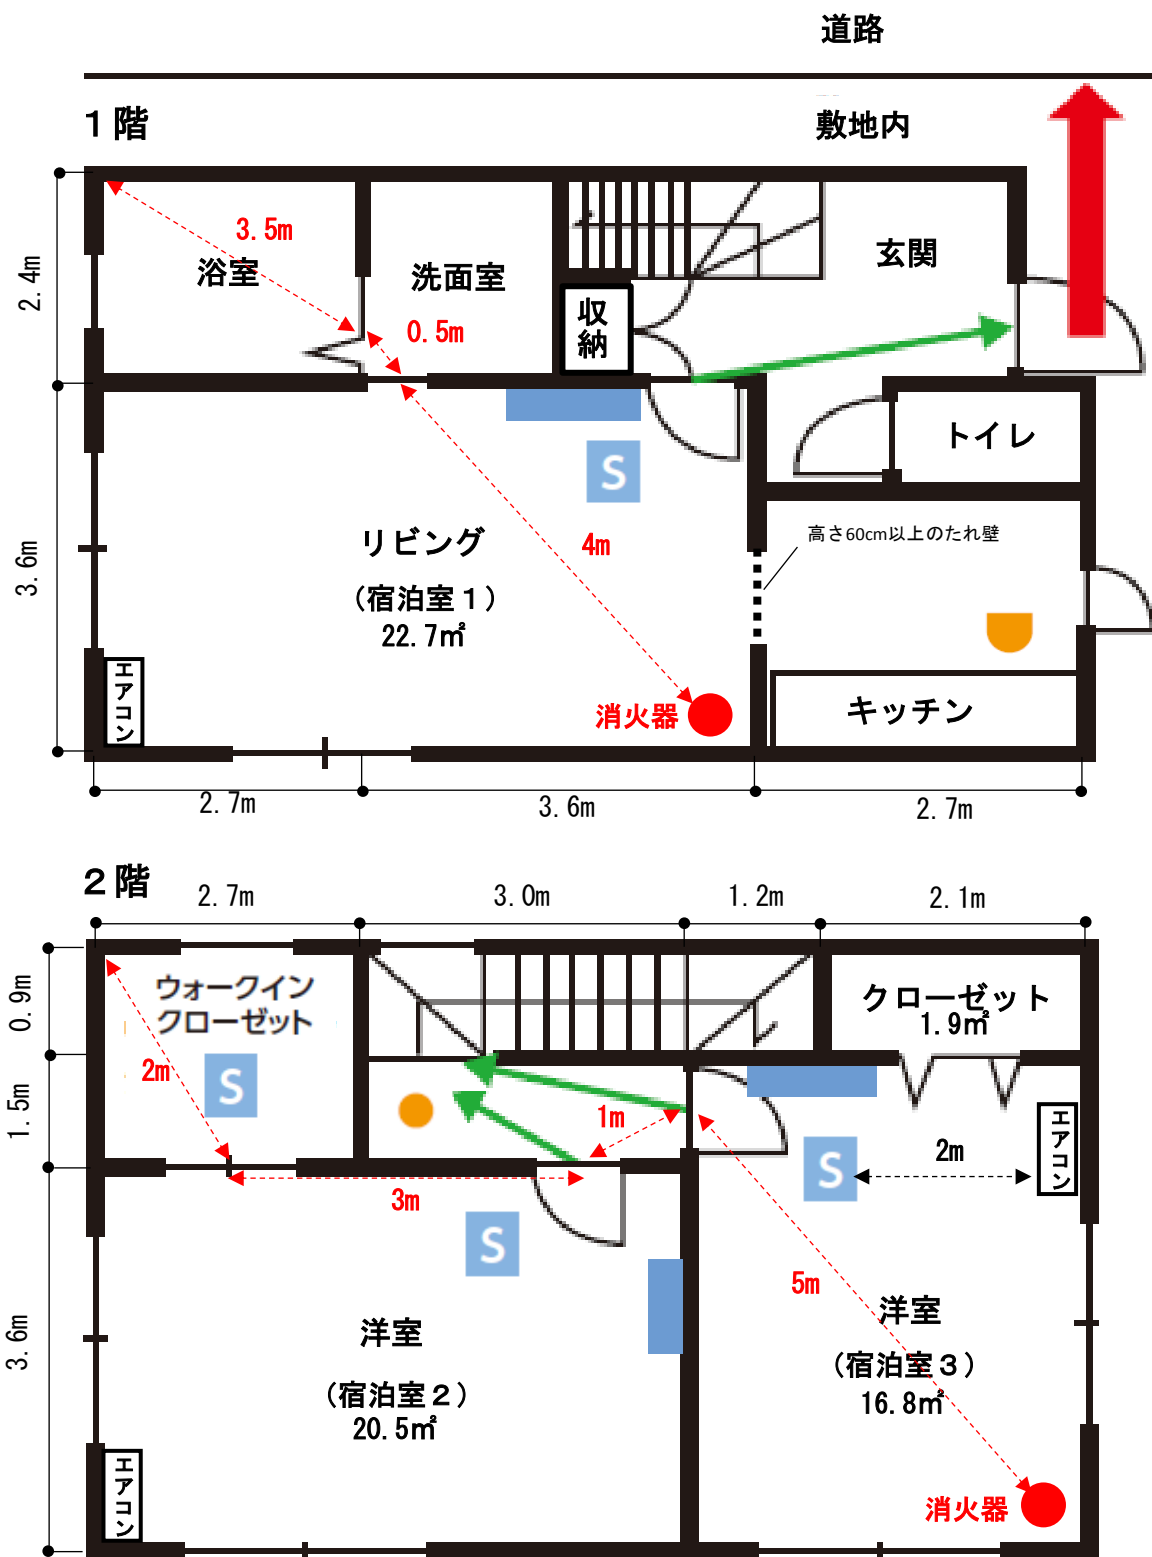 道路
１階
敷地内
2.4m
3.5m
浴室
洗面室
0.5m
収納
玄関
トイレ
S
3.6m
リビング
（宿泊室１）
22.7㎡
4m
高さ60cm以上のたれ壁
エアコン
消火器
キッチン
2.7m
3.6m
2.7m
２階
2.7m
3.0m
1.2m
2.1m
0.9m
ウォークイン
クローゼット
クローゼット
1.9㎡
1.5m
2m
S
1m
エアコン
S
2m
3m
S
3.6m
5m
洋室
（宿泊室２）
20.5㎡
洋室
（宿泊室３）
16.8㎡
エアコン
消火器